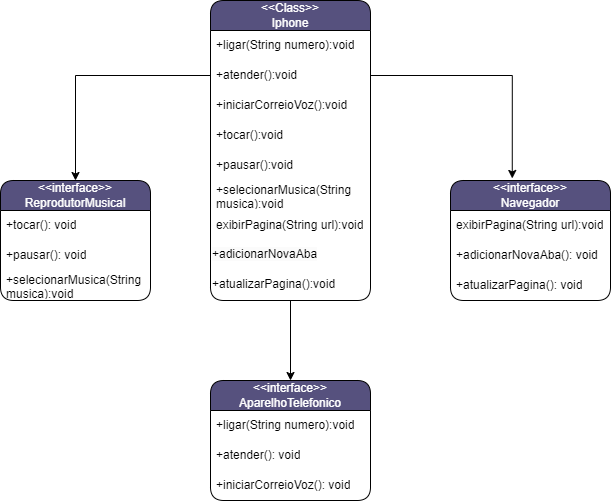 <<Class>>
Iphone
+ligar(String numero):void
+atender():void
+iniciarCorreioVoz():void
+tocar():void
+pausar():void
+selecionarMusica(String
musica):void
exibirPagina(String url):void
+adicionarNovaAba
+atualizarPagina():void
<<interface>>
ReprodutorMusical
+tocar(): void
+pausar(): void
+selecionarMusica(String
musica):void
<<interface>>
Navegador
exibirPagina(String url):void
+adicionarNovaAba(): void
+atualizarPagina(): void
<<interface>>
AparelhoTelefonico
+ligar(String numero):void
+atender(): void
+iniciarCorreioVoz(): void